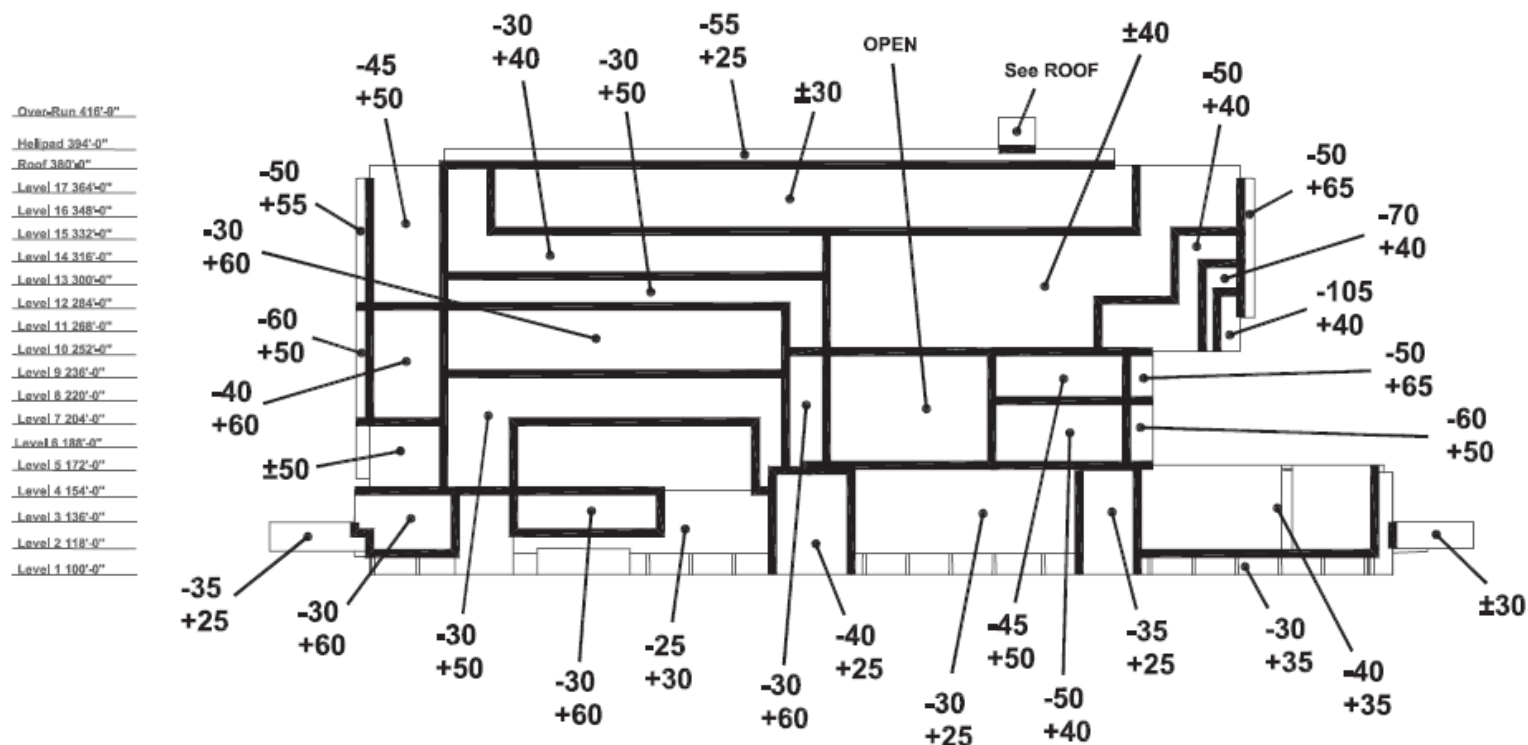 Over-Run 416'-9"
Helipad 394'-0"
Roof 380'-0"
Level 17 364'-0"
Level 16 348'-0"
Level 15 332'-0"
Level 14 316'-0"
Level 13 300'-0"
Level 12 284'-0"
Level 11 268'-0"
Level 10 252'-0"
Level 9 236'-0"
Level 8 220'-0"
Level 7 204'-0"
Level 6 188'-0"
Level 5 172'-0"
Level 4 154'-0"
Level 3 136'-0"
Level 2 118'-0"
Level 1 100'-0"
-45
+50
-30
+40
-30
+50
-55
+25
±30
OPEN
See ROOF
±40
-50
+40
-50
+65
-70
+40
-105
+40
-50
+65
-60
+50
-50
+55
-30
+60
-60
+50
-40
+60
±50
-35
+25
-30
+60
-30
+50
-30
+60
-25
+30
-30
+60
-40
+25
-30
+25
-45
+50
-50
+40
-35
+25
-30
+35
-40
+35
±30